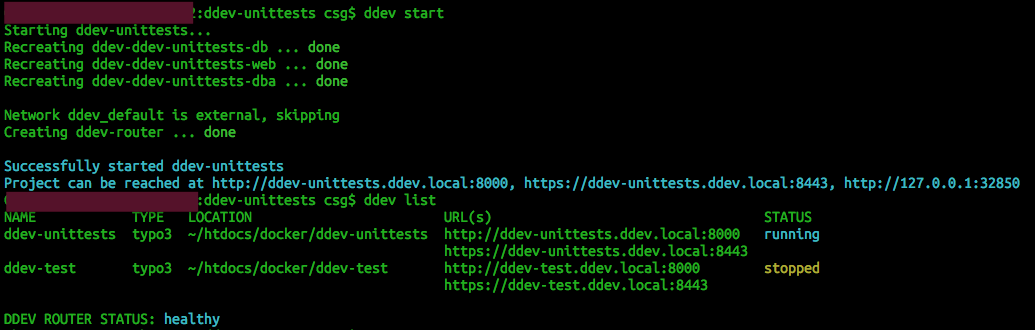 2:ddev-unittests csg$ ddev start
Starting ddev-unittests...
Recreating ddev-ddev-unittests-db ... done
Recreating ddev-ddev-unittests-web ... done
Recreating ddev-ddev-unittests-dba ... done
Network ddev_default is external, skipping
Creating ddev-router ... done
Successfully started ddev-unittests
Project can be reached at http://ddev-unittests.ddev.local:8000, https://ddev-unittests.ddev.local:8443, http://127.0.0.1:32850
:ddev-unittests csg$ ddev list
NAME TYPE LOCATION URL(s) STATUS
ddev-unittests typo3 ~/htdocs/docker/ddev-unittests http://ddev-unittests.ddev.local:8000 running
https://ddev-unittests.ddev.local:8443
ddev-test typo3 ~/htdocs/docker/ddev-test http://ddev-test.ddev.local:8000 stopped
https://ddev-test.ddev.local:8443
DDEV ROUTER STATUS: healthy